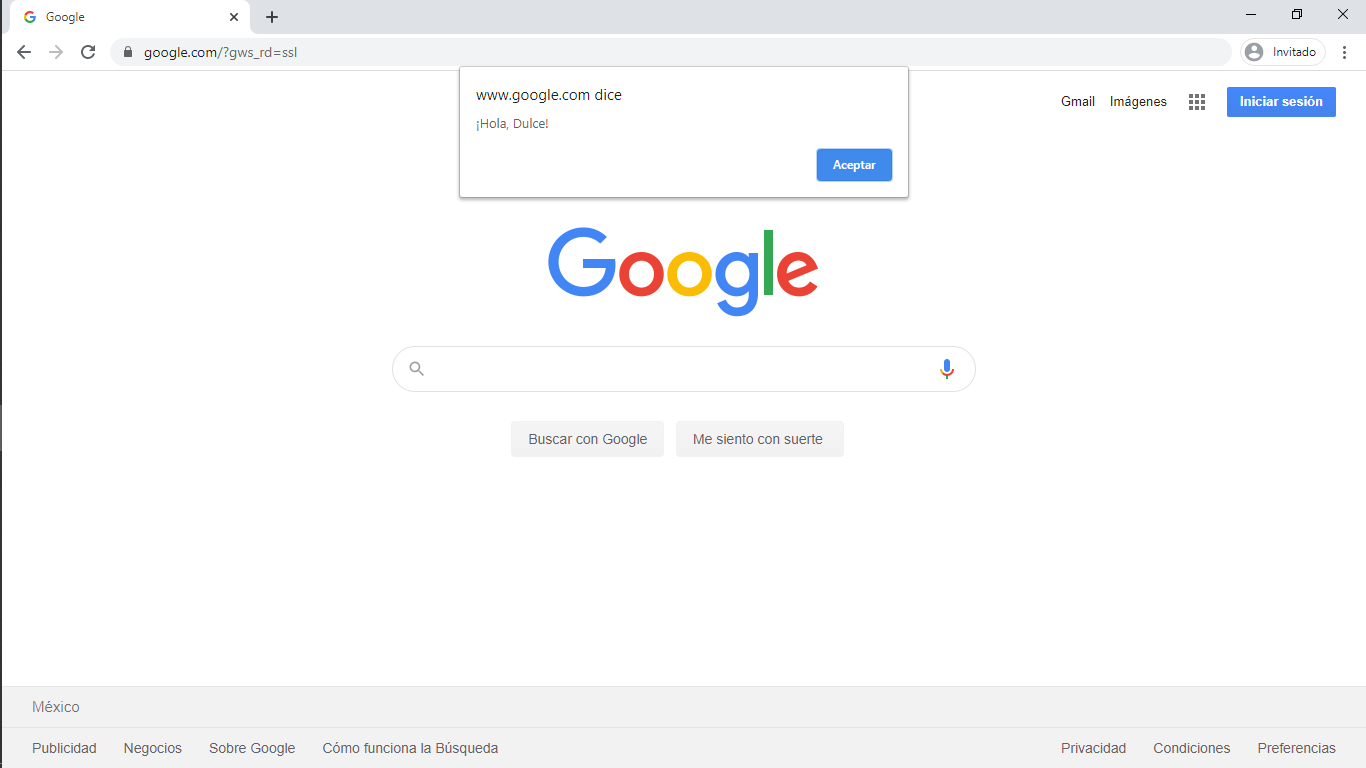 Google
google.com/?gws_rd=ssl
Invitado
www.google.com dice
¡Hola, Dulce!
Aceptar
Gmail Imágenes Iniciar sesión
Google
Buscar con Google Me siento con suerte
México
Publicidad Negocios Sobre Google Cómo funciona la Búsqueda Privacidad Condiciones Preferencias